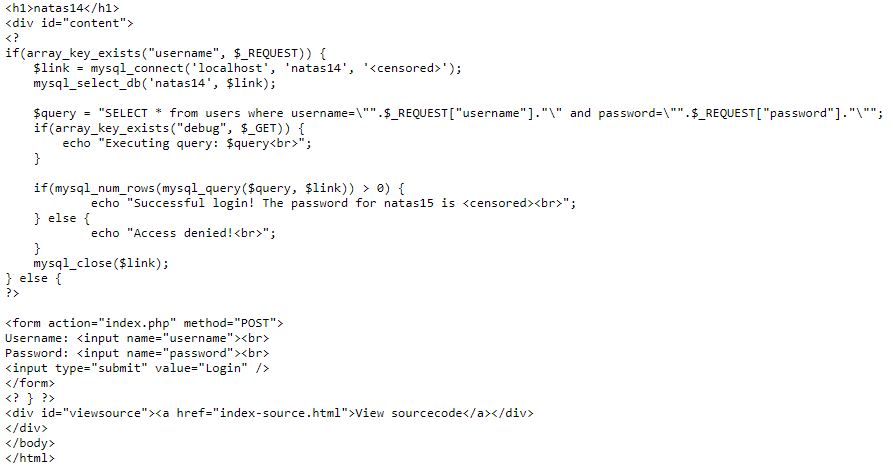 <h1>natas14</h1>
<div id="content">
<?
if(array_key_exists("username", $_REQUEST)) {
    $link = mysql_connect('localhost', 'natas14', '<censored>');
    mysql_select_db('natas14', $link);

    $query = "SELECT * from users where username=\"".$_REQUEST["username"]."\" and password=\"".$_REQUEST["password"]."\"";
    if(array_key_exists("debug", $_GET)) {
        echo "Executing query: $query<br>";
    }

    if(mysql_num_rows(mysql_query($query, $link)) > 0) {
            echo "Successful login! The password for natas15 is <censored><br>";
    } else {
            echo "Access denied!<br>";
    }
    mysql_close($link);
} else {
?>

<form action="index.php" method="POST">
Username: <input name="username"><br>
Password: <input name="password"><br>
<input type="submit" value="Login" />
</form>
<? } ?>
<div id="viewsource"><a href="index-source.html">View sourcecode</a></div>
</div>
</body>
</html>